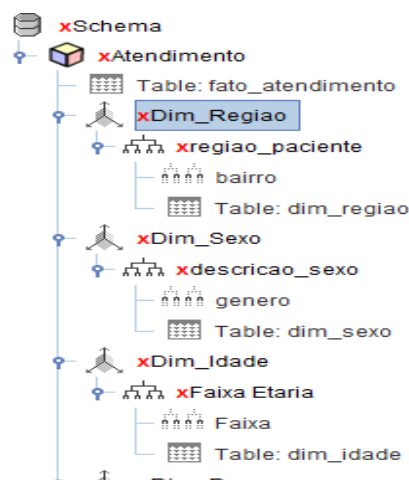 xSchema
xAtendimento
Table: fato_atendimento
xDim_Regiao
xregiao_paciente
bairro
Table: dim_regiao
xDim_Sexo
xdescricao_sexo
genero
Table: dim_sexo
xDim_Idade
xFaixa Etaria
Faixa
Table: dim_idade